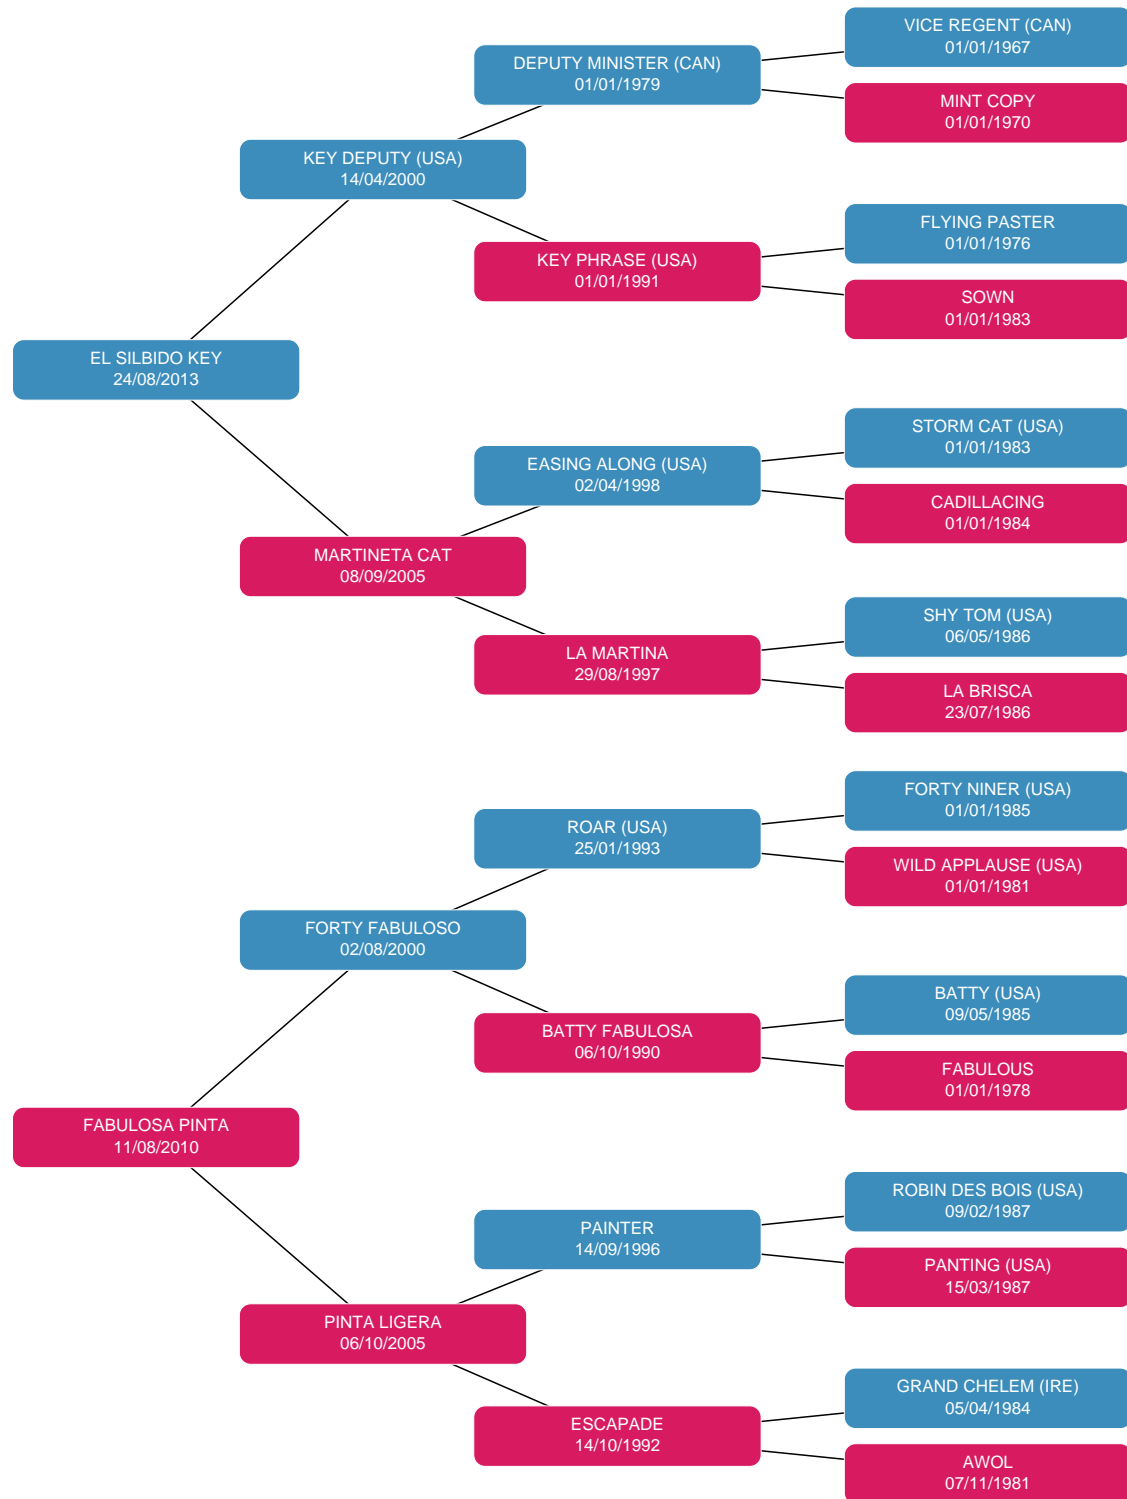 VICE REGENT (CAN)
01/01/1967
DEPUTY MINISTER (CAN)
01/01/1979
MINT COPY
01/01/1970
KEY DEPUTY (USA)
14/04/2000
FLYING PASTER
01/01/1976
KEY PHRASE (USA)
01/01/1991
SOWN
01/01/1983
EL SILBIDO KEY
24/08/2013
STORM CAT (USA)
01/01/1983
EASING ALONG (USA)
02/04/1998
CADILLACING
01/01/1984
MARTINETA CAT
08/09/2005
SHY TOM (USA)
06/05/1986
LA MARTINA
29/08/1997
LA BRISCA
23/07/1986
FORTY NINER (USA)
01/01/1985
ROAR (USA)
25/01/1993
WILD APPLAUSE (USA)
01/01/1981
FORTY FABULOSO
02/08/2000
BATTY (USA)
09/05/1985
BATTY FABULOSA
06/10/1990
FABULOUS
01/01/1978
FABULOSA PINTA
11/08/2010
ROBIN DES BOIS (USA)
09/02/1987
PAINTER
14/09/1996
PANTING (USA)
15/03/1987
PINTA LIGERA
06/10/2005
GRAND CHELEM (IRE)
05/04/1984
ESCAPADE
14/10/1992
AWOL
07/11/1981